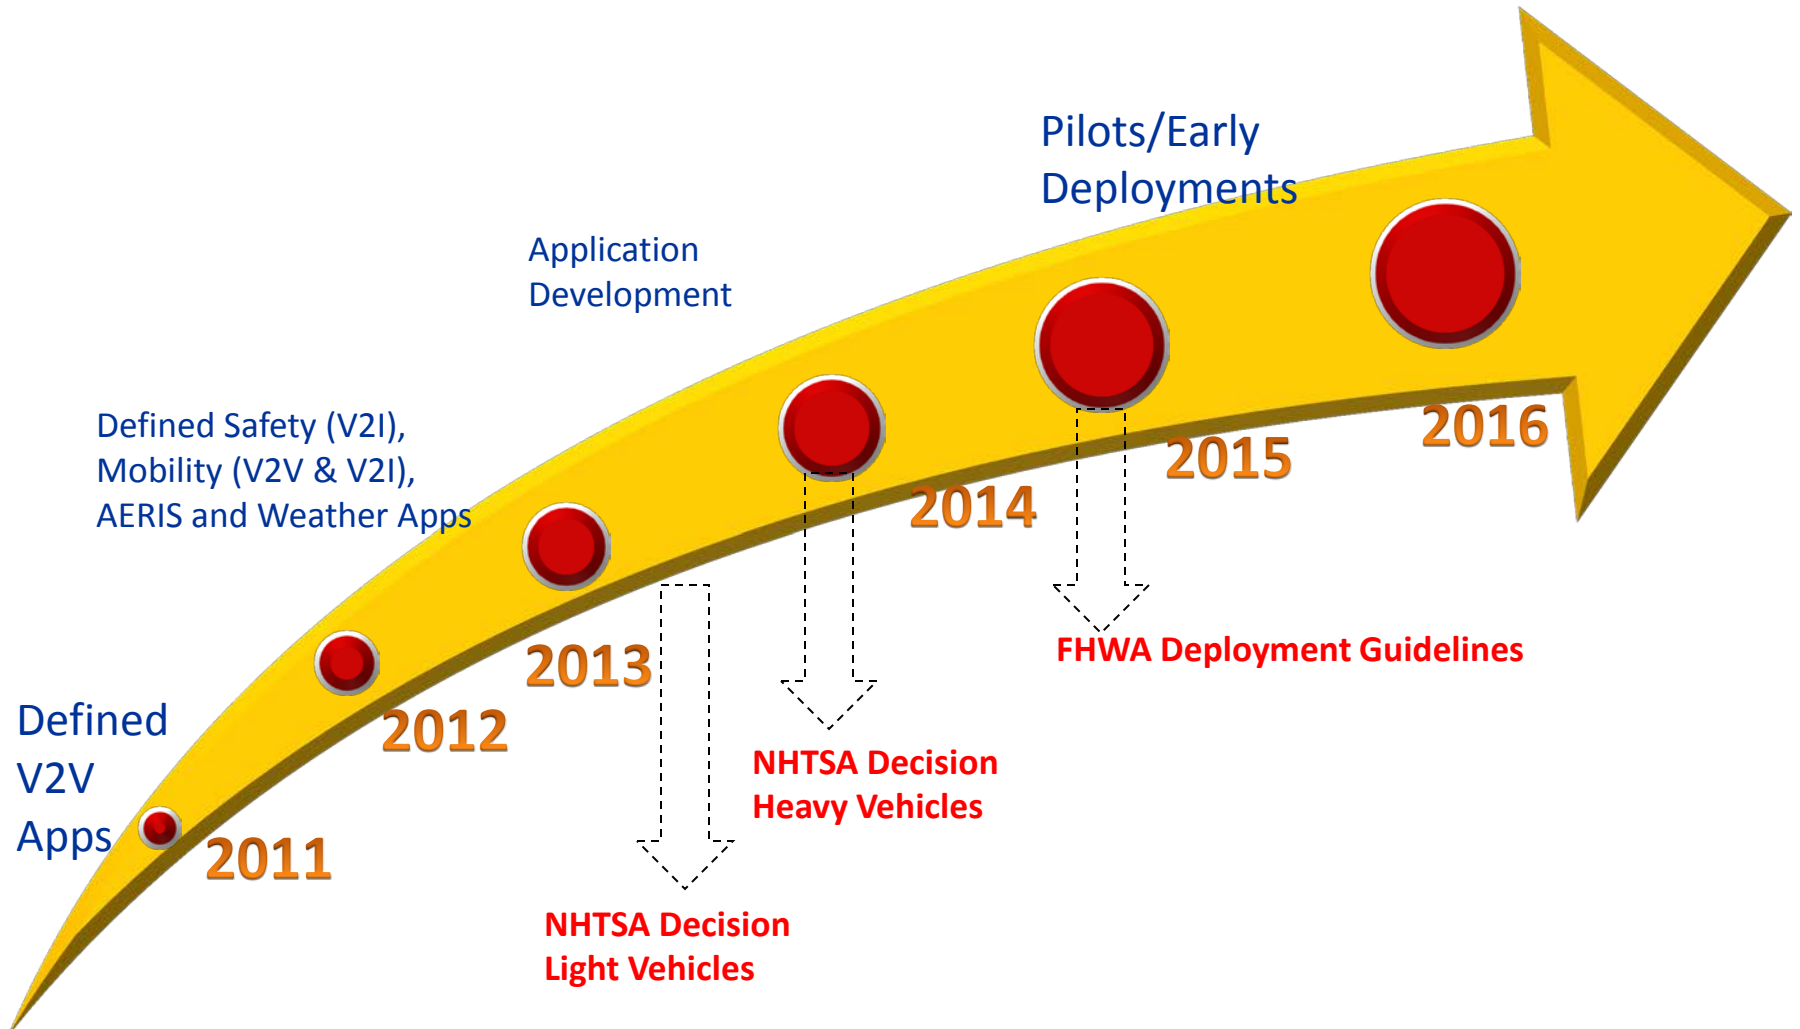 Pilots/Early
Deployments
Application
Development
Defined Safety (V2I),
Mobility (V2V & V2I),
AERIS and Weather Apps
Defined
V2V
Apps
2011
2012
2013
2014
2015
2016
FHWA Deployment Guidelines
NHTSA Decision
Heavy Vehicles
NHTSA Decision
Light Vehicles